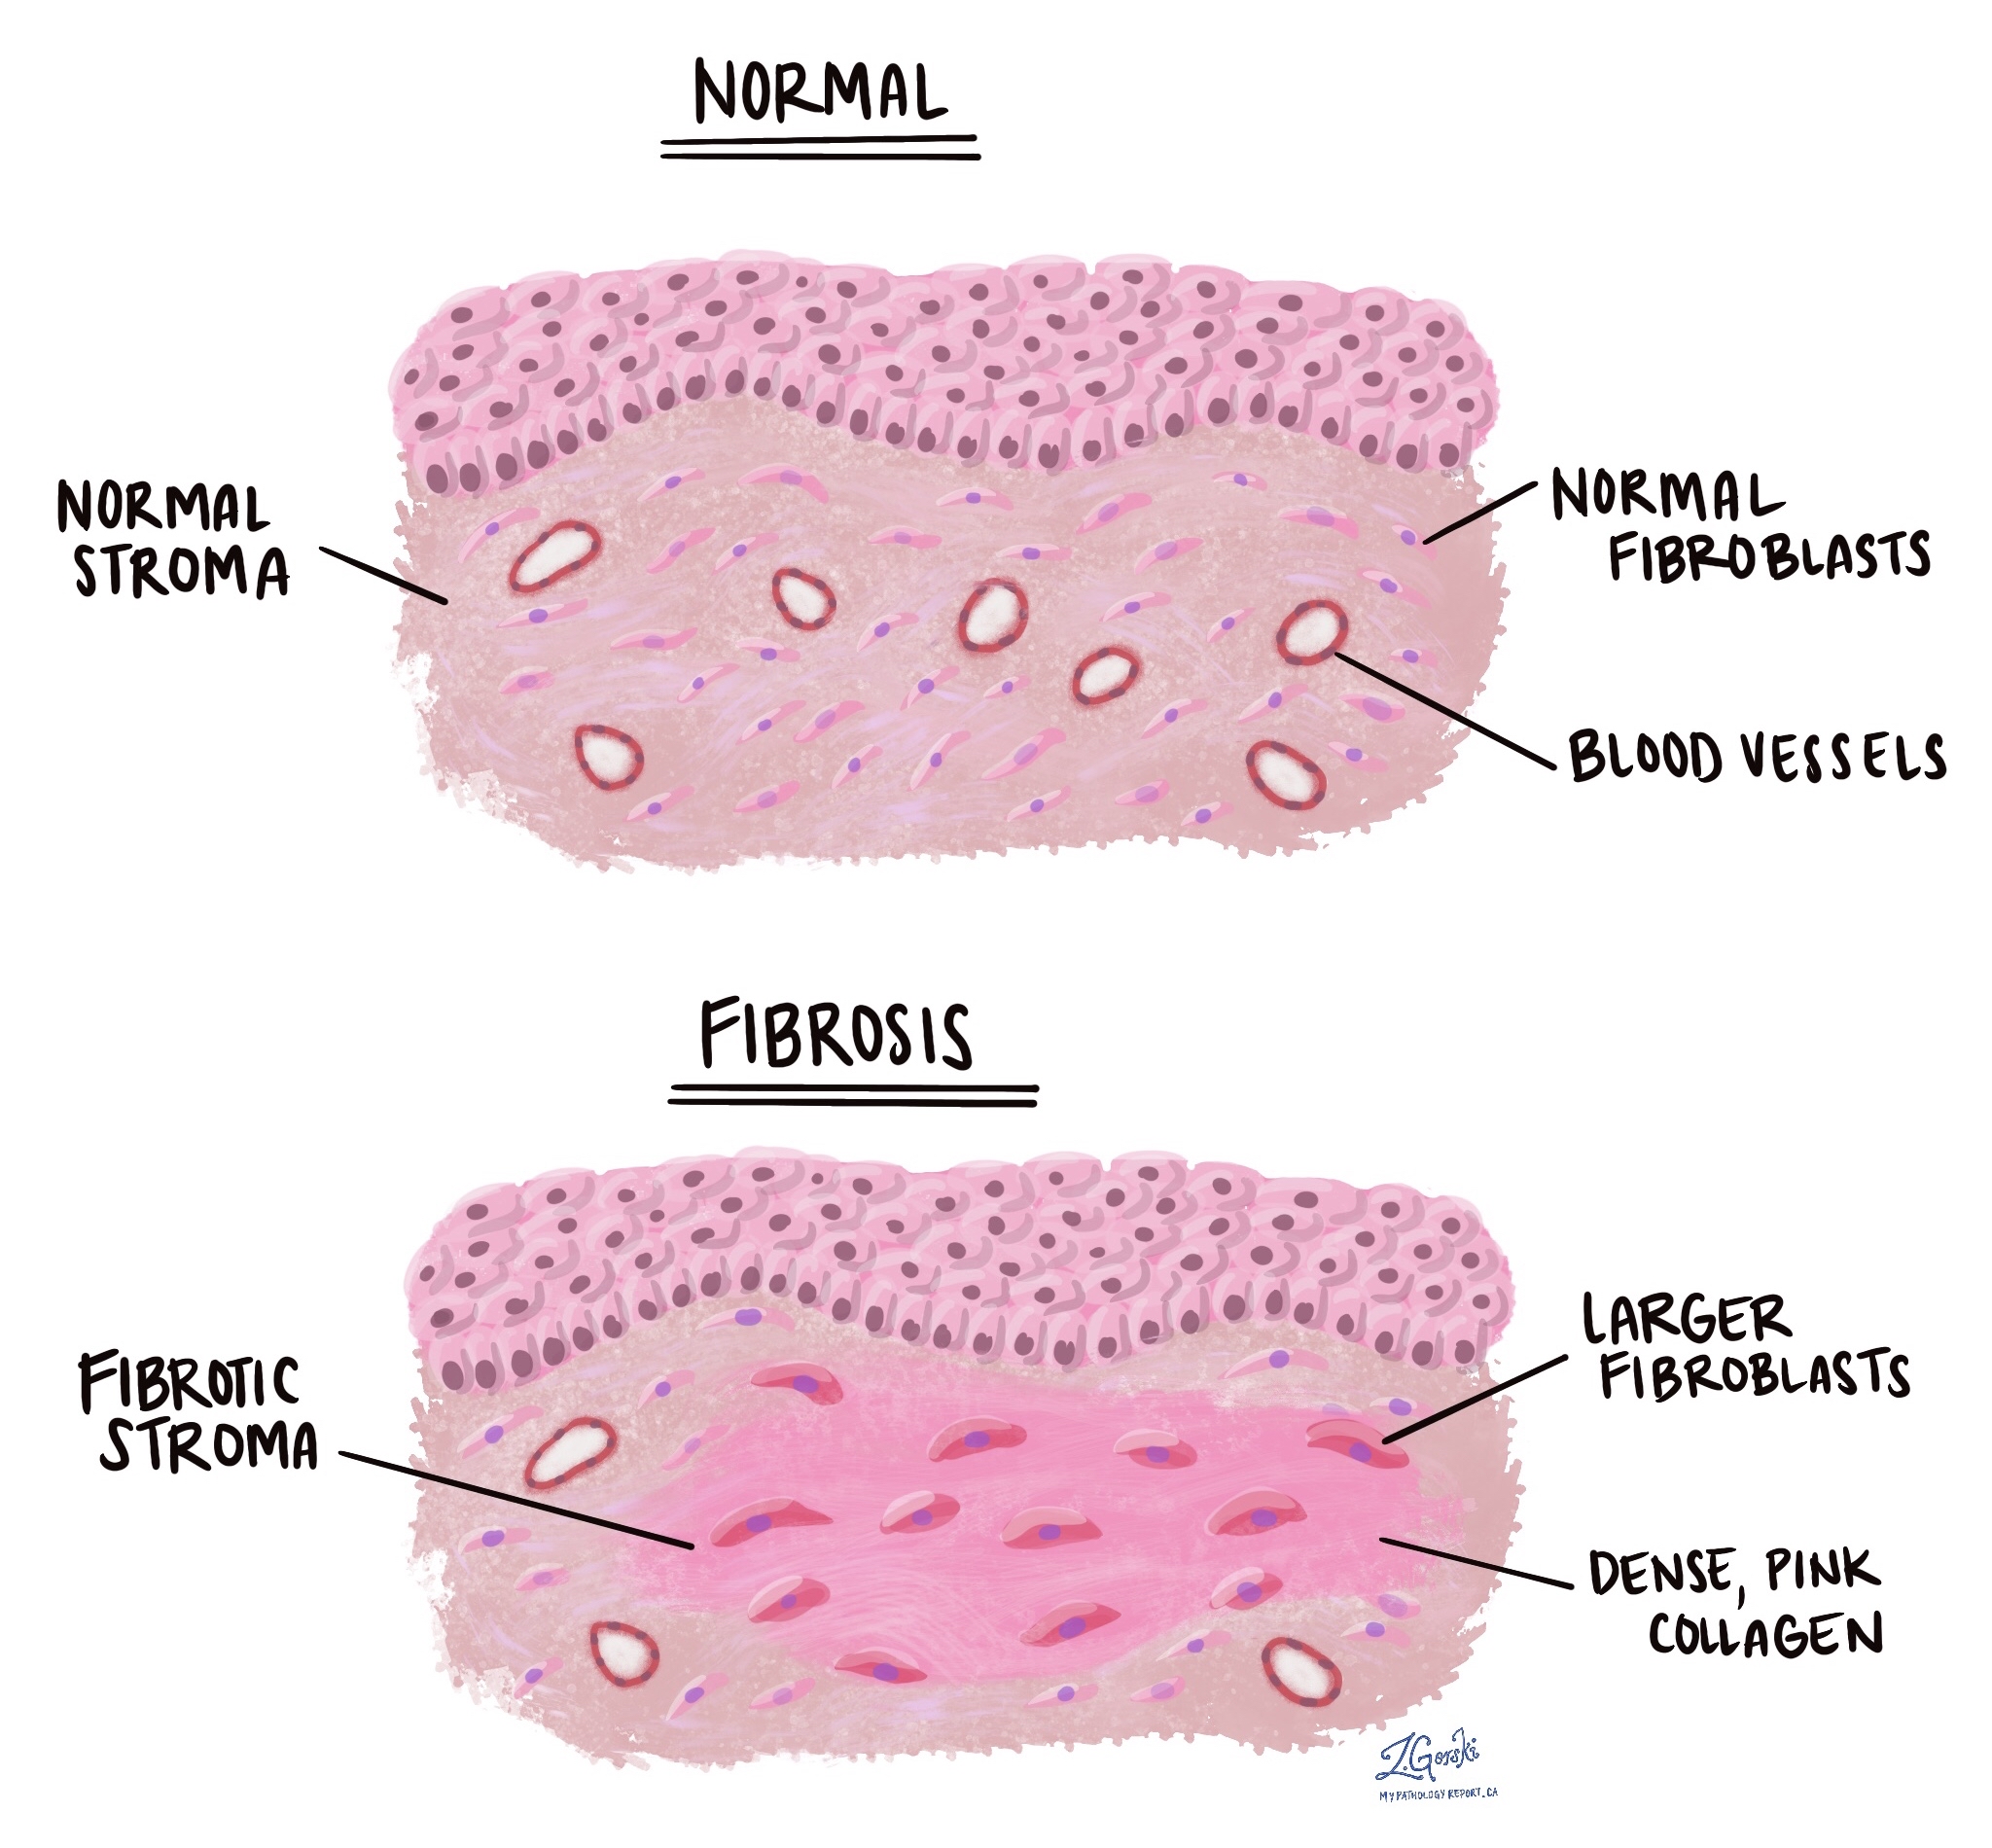 NORMAL
NORMAL
STROMA
NORMAL
FIBROBLASTS
BLOOD VESSELS
FIBROSIS
FIBROTIC
STROMA
LARGER
FIBROBLASTS
DENSE, PINK
COLLAGEN
Z.Gorski
MYPATHOLOGYREPORT.CA